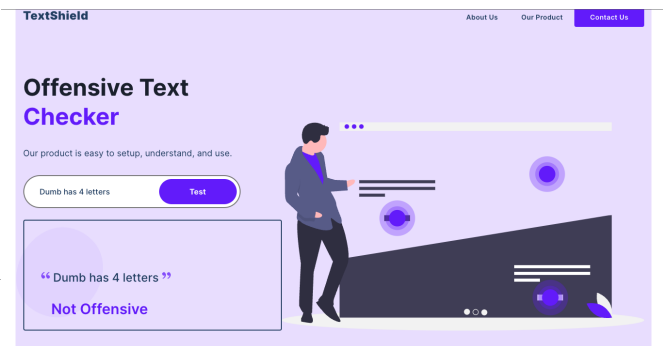 TextShield
About Us Our Product Contact Us
Offensive Text
Checker
Our product is easy to setup, understand, and use.
Dumb has 4 letters Test
“ Dumb has 4 letters ”
Not Offensive